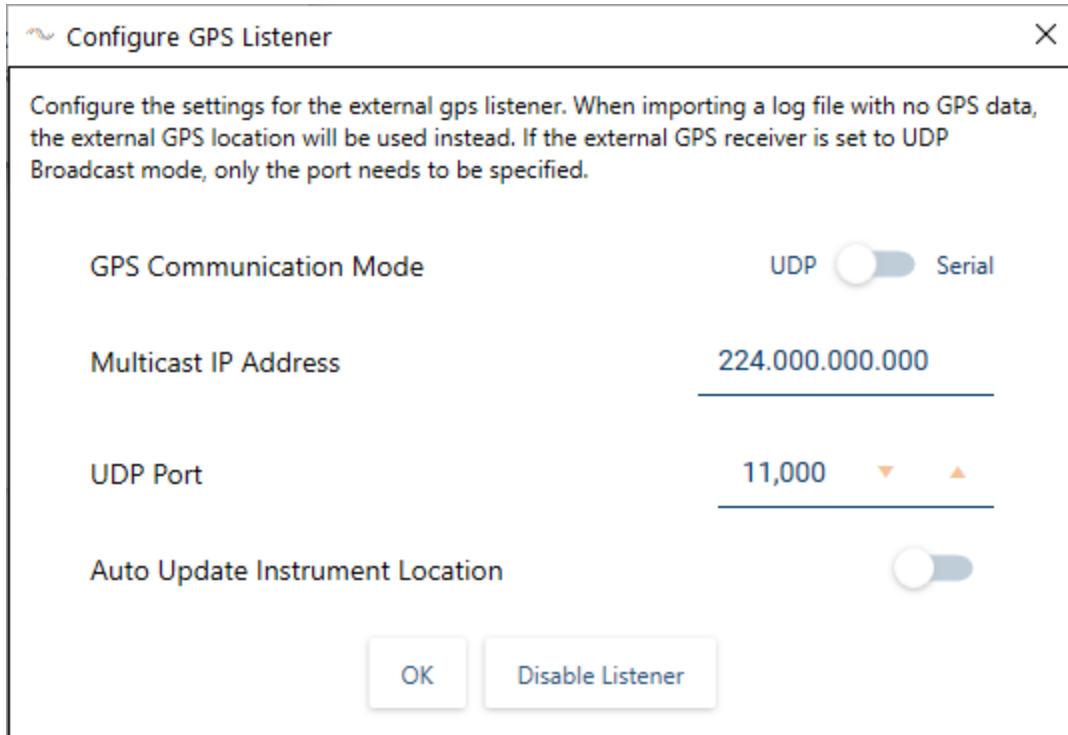 Configure GPS Listener
Configure the settings for the external gps listener. When importing a log file with no GPS data,
the external GPS location will be used instead. If the external GPS receiver is set to UDP
Broadcast mode, only the port needs to be specified.
GPS Communication Mode UDP Serial
Multicast IP Address 224.000.000.000
UDP Port 11,000
Auto Update Instrument Location
OK Disable Listener